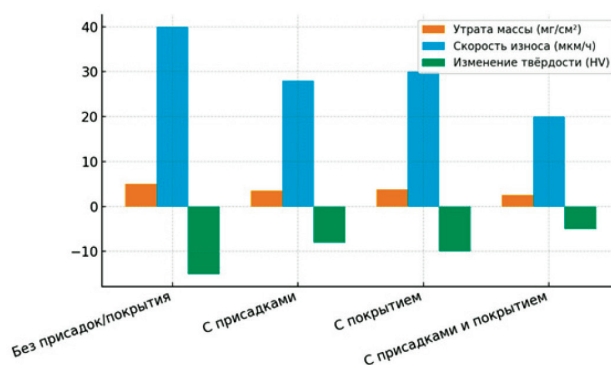 Утрата массы (мг/см²)
Скорость износа (мкм/ч)
Изменение твёрдости (HV)
40
30
20
10
0
−10
Без присадок/покрытия
С присадками
С покрытием
С присадками и покрытием